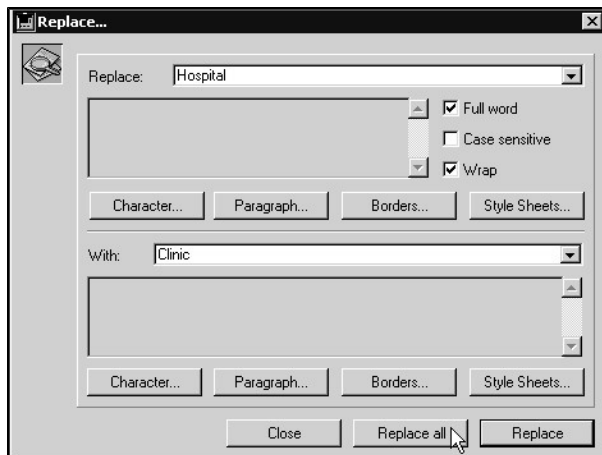 Replace...
Replace: Hospital
Full word
Case sensitive
Wrap
Character... Paragraph... Borders... Style Sheets...
With: Clinic
Character... Paragraph... Borders... Style Sheets...
Close Replace all Replace